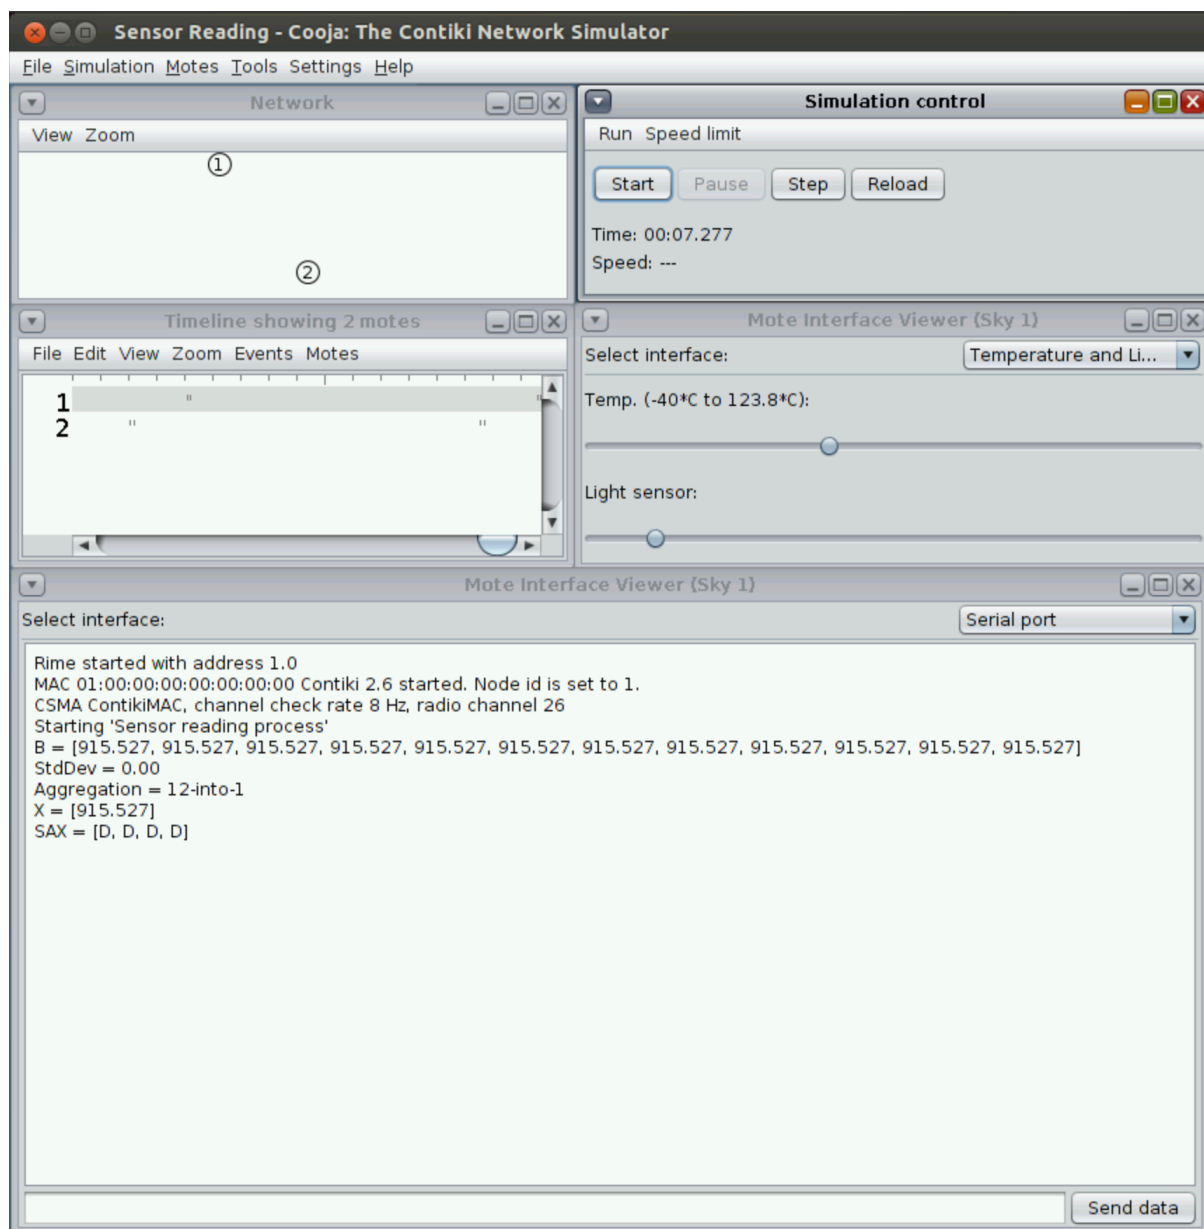 Sensor Reading - Cooja: The Contiki Network Simulator
File Simulation Motes Tools Settings Help
Network
View Zoom
1
2
Simulation control
Run Speed limit
Start Pause Step Reload
Time: 00:07.277
Speed: ---
Timeline showing 2 motes
File Edit View Zoom Events Motes
1
2
Mote Interface Viewer (Sky 1)
Select interface: Temperature and Li...
Temp. (-40*C to 123.8*C):
Light sensor:
Mote Interface Viewer (Sky 1)
Select interface: Serial port
Rime started with address 1.0
MAC 01:00:00:00:00:00:00:00 Contiki 2.6 started. Node id is set to 1.
CSMA ContikiMAC, channel check rate 8 Hz, radio channel 26
Starting 'Sensor reading process'
B = [915.527, 915.527, 915.527, 915.527, 915.527, 915.527, 915.527, 915.527, 915.527, 915.527, 915.527, 915.527]
StdDev = 0.00
Aggregation = 12-into-1
X = [915.527]
SAX = [D, D, D, D]
Send data